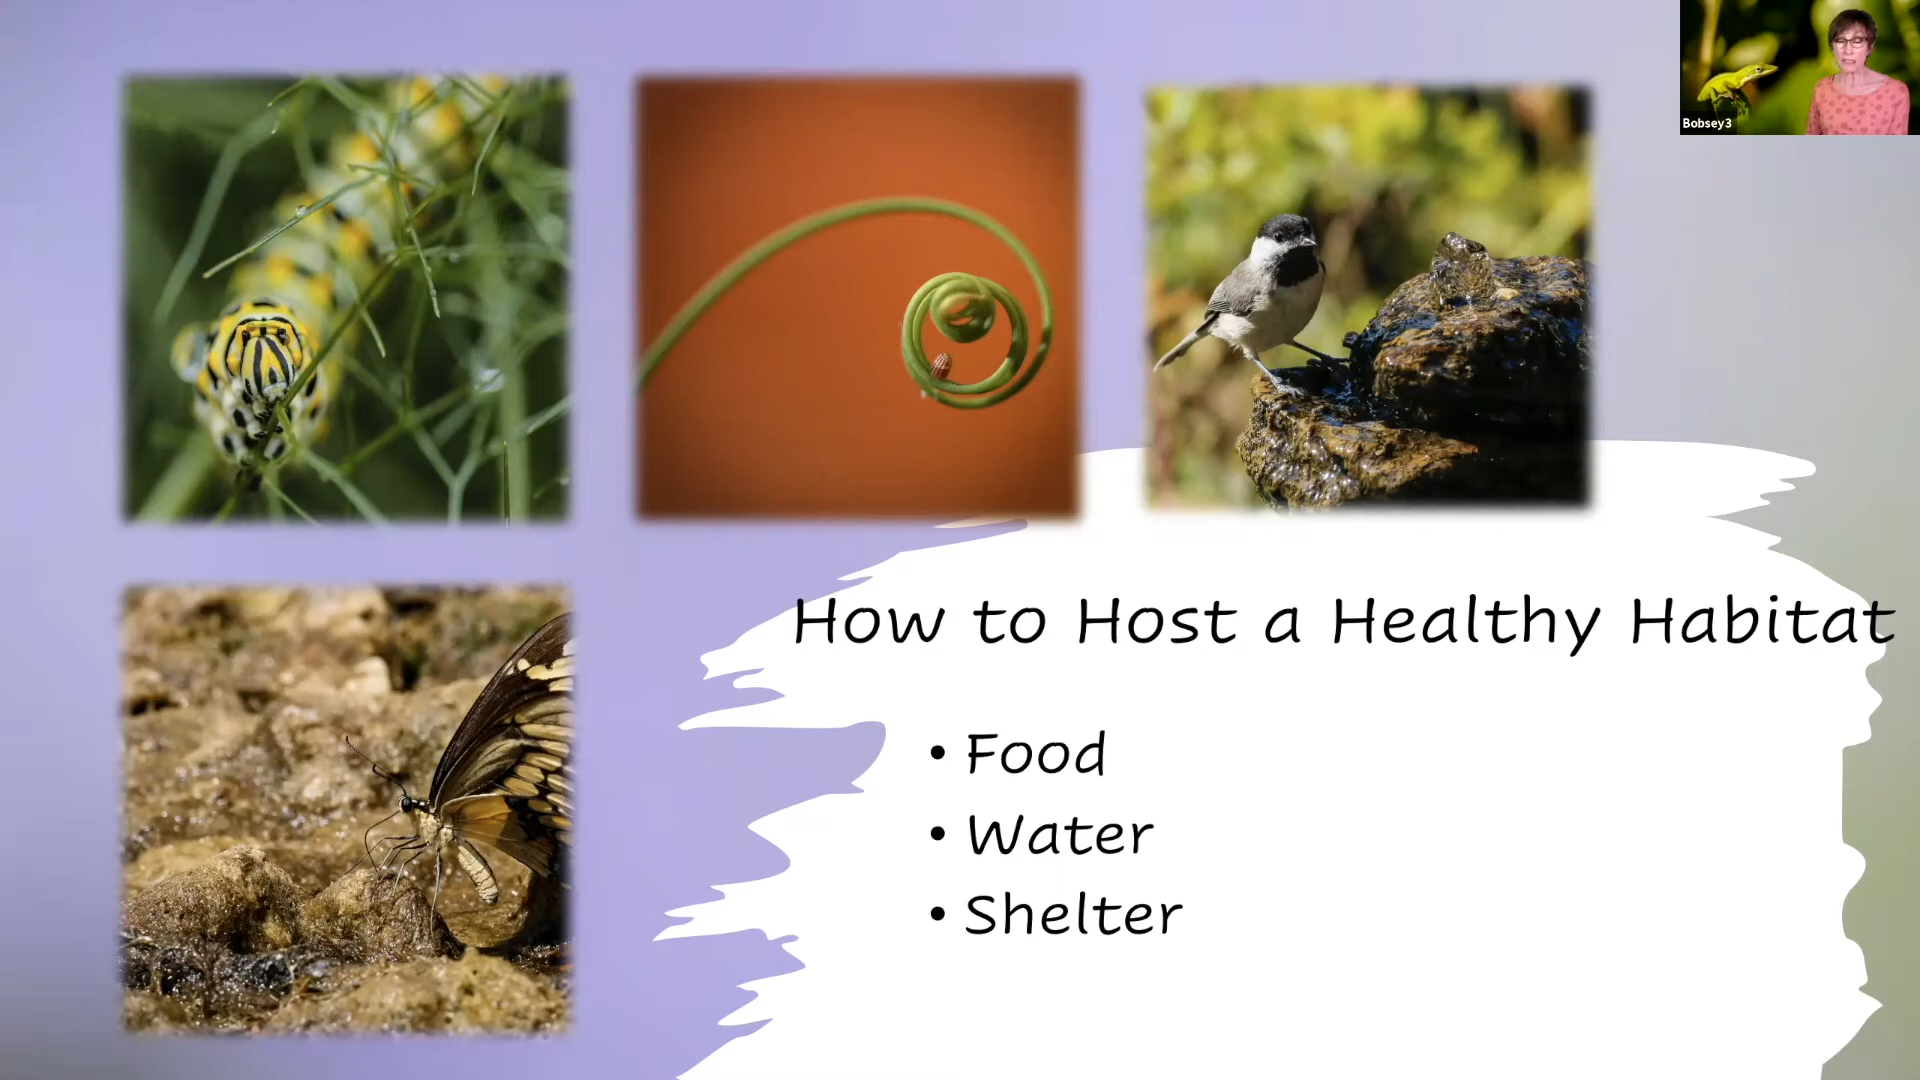 Bobsey3
How to Host a Healthy Habitat
• Food
• Water
• Shelter